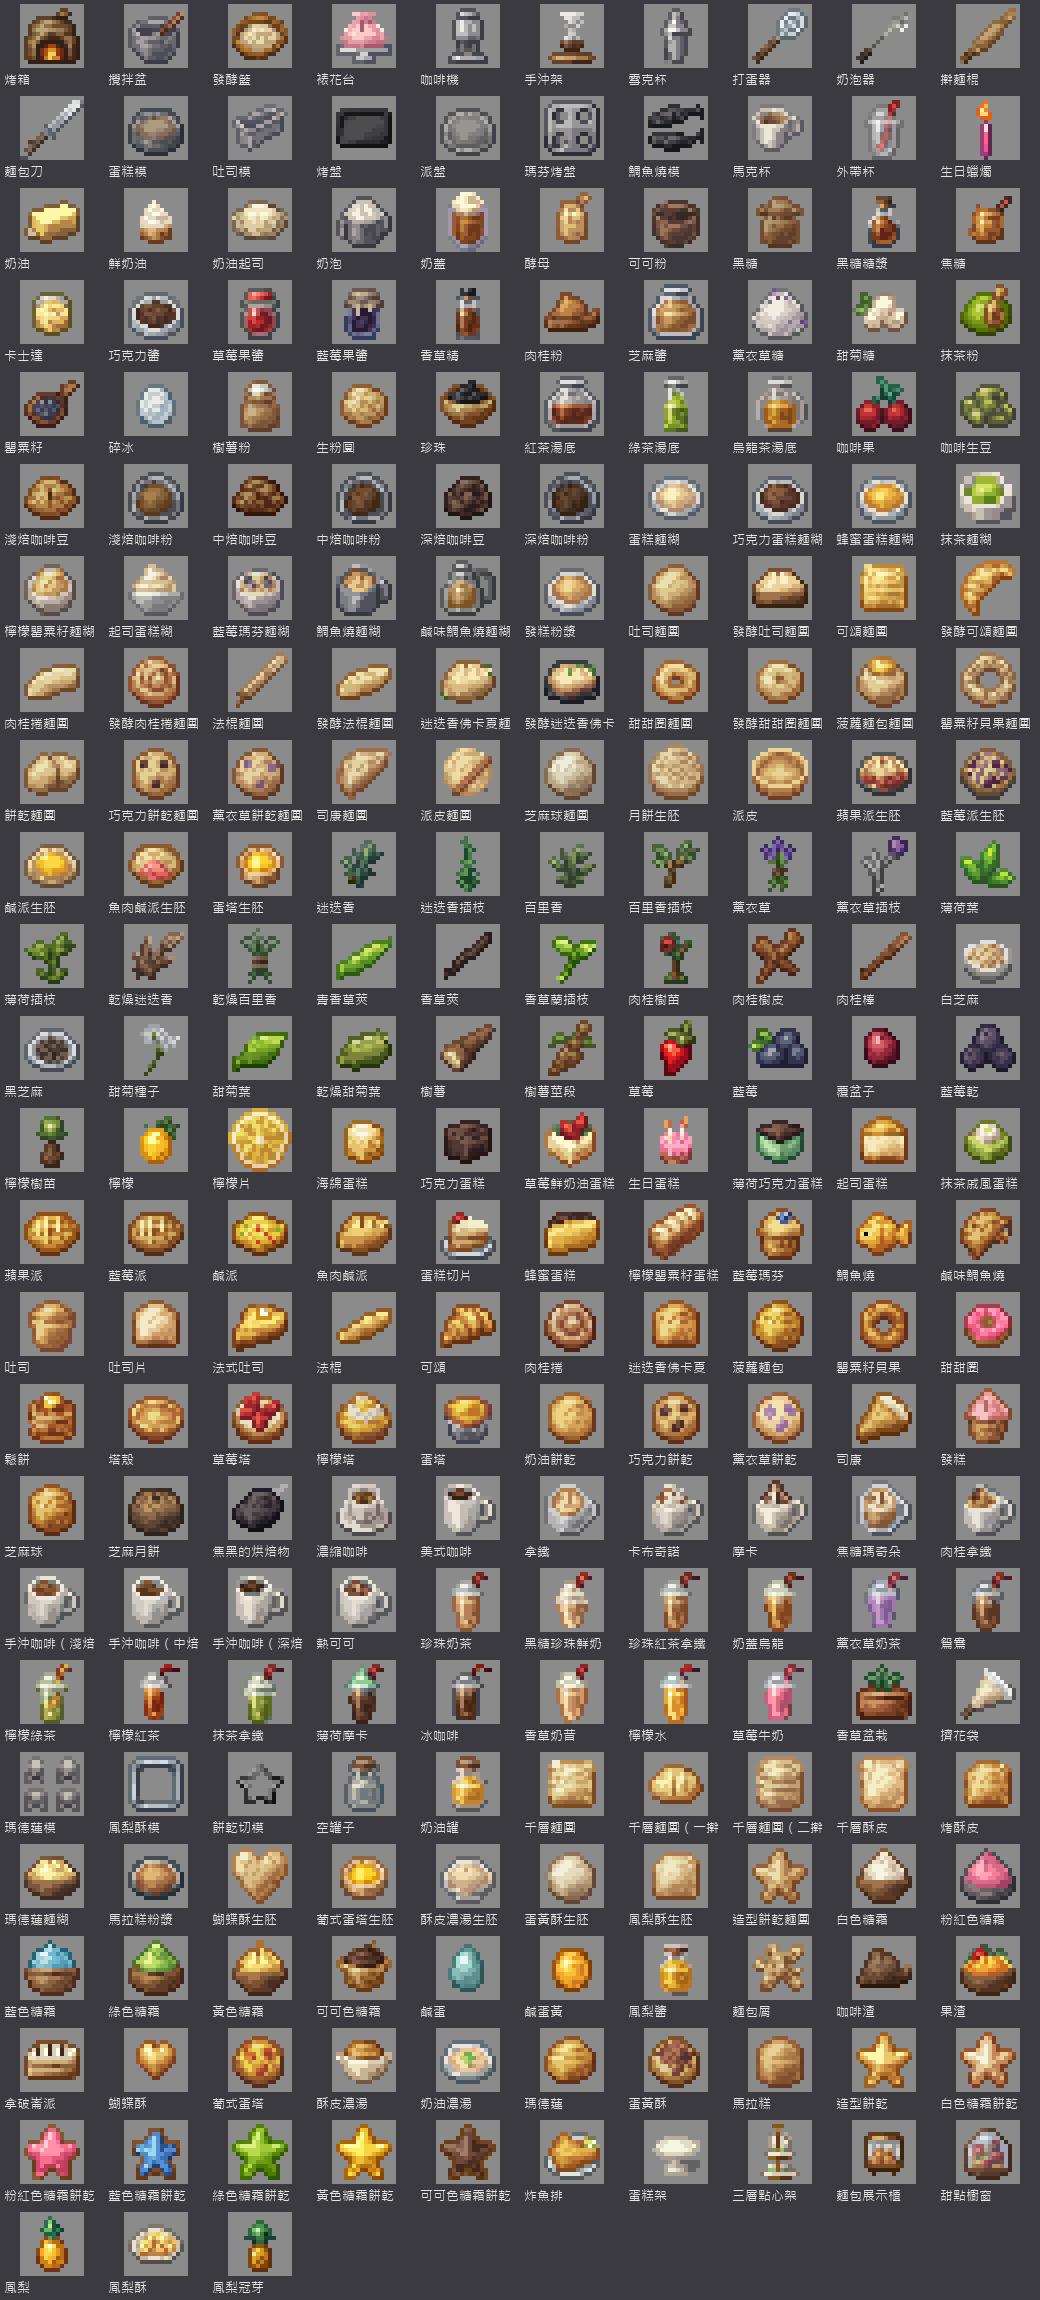 烤箱 攪拌盆 發酵籃 裱花台 咖啡機 手沖架 雪克杯 打蛋器 奶泡器 擀麵棍
麵包刀 蛋糕模 吐司模 烤盤 派盤 瑪芬烤盤 鯛魚燒模 馬克杯 外帶杯 生日蠟燭
奶油 鮮奶油 奶油起司 奶泡 奶蓋 酵母 可可粉 黑糖 黑糖糖漿 焦糖
卡士達 巧克力醬 草莓果醬 藍莓果醬 香草精 肉桂粉 芝麻醬 薰衣草糖 甜菊糖 抹茶粉
罌粟籽 碎冰 樹薯粉 生粉圓 珍珠 紅茶湯底 綠茶湯底 烏龍茶湯底 咖啡果 咖啡生豆
淺焙咖啡豆 淺焙咖啡粉 中焙咖啡豆 中焙咖啡粉 深焙咖啡豆 深焙咖啡粉 蛋糕麵糊 巧克力蛋糕麵糊 蜂蜜蛋糕麵糊 抹茶麵糊
檸檬罌粟籽麵糊 起司蛋糕糊 藍莓瑪芬麵糊 鯛魚燒麵糊 鹹味鯛魚燒麵糊 發糕粉漿 吐司麵團 發酵吐司麵團 可頌麵團 發酵可頌麵團
肉桂捲麵團 發酵肉桂捲麵團 法棍麵團 發酵法棍麵團 迷迭香佛卡夏麵 發酵迷迭香佛卡 甜甜圈麵團 發酵甜甜圈麵團 菠蘿麵包麵團 罌粟籽貝果麵團
餅乾麵團 巧克力餅乾麵團 薰衣草餅乾麵團 司康麵團 派皮麵團 芝麻球麵團 月餅生胚 派皮 蘋果派生胚 藍莓派生胚
鹹派生胚 魚肉鹹派生胚 蛋塔生胚 迷迭香 迷迭香插枝 百里香 百里香插枝 薰衣草 薰衣草插枝 薄荷葉
薄荷插枝 乾燥迷迭香 乾燥百里香 青香草莢 香草莢 香草蘭插枝 肉桂樹苗 肉桂樹皮 肉桂棒 白芝麻
黑芝麻 甜菊種子 甜菊葉 乾燥甜菊葉 樹薯 樹薯莖段 草莓 藍莓 覆盆子 藍莓乾
檸檬樹苗 檸檬 檸檬片 海綿蛋糕 巧克力蛋糕 草莓鮮奶油蛋糕 生日蛋糕 薄荷巧克力蛋糕 起司蛋糕 抹茶戚風蛋糕
蘋果派 藍莓派 鹹派 魚肉鹹派 蛋糕切片 蜂蜜蛋糕 檸檬罌粟籽蛋糕 藍莓瑪芬 鯛魚燒 鹹味鯛魚燒
吐司 吐司片 法式吐司 法棍 可頌 肉桂捲 迷迭香佛卡夏 菠蘿麵包 罌粟籽貝果 甜甜圈
鬆餅 塔殼 草莓塔 檸檬塔 蛋塔 奶油餅乾 巧克力餅乾 薰衣草餅乾 司康 發糕
芝麻球 芝麻月餅 焦黑的烘焙物 濃縮咖啡 美式咖啡 拿鐵 卡布奇諾 摩卡 焦糖瑪奇朵 肉桂拿鐵
手沖咖啡（淺焙 手沖咖啡（中焙 手沖咖啡（深焙 熱可可 珍珠奶茶 黑糖珍珠鮮奶 珍珠紅茶拿鐵 奶蓋烏龍 薰衣草奶茶 鴛鴦
檸檬綠茶 檸檬紅茶 抹茶拿鐵 薄荷摩卡 冰咖啡 香草奶昔 檸檬水 草莓牛奶 香草盆栽 擠花袋
瑪德蓮模 鳳梨酥模 餅乾切模 空罐子 奶油罐 千層麵團 千層麵團（一擀 千層麵團（二擀 千層酥皮 烤酥皮
瑪德蓮麵糊 馬拉糕粉漿 蝴蝶酥生胚 葡式蛋塔生胚 酥皮濃湯生胚 蛋黃酥生胚 鳳梨酥生胚 造型餅乾麵團 白色糖霜 粉紅色糖霜
藍色糖霜 綠色糖霜 黃色糖霜 可可色糖霜 鹹蛋 鹹蛋黃 鳳梨醬 麵包屑 咖啡渣 果渣
拿破崙派 蝴蝶酥 葡式蛋塔 酥皮濃湯 奶油濃湯 瑪德蓮 蛋黃酥 馬拉糕 造型餅乾 白色糖霜餅乾
粉紅色糖霜餅乾 藍色糖霜餅乾 綠色糖霜餅乾 黃色糖霜餅乾 可可色糖霜餅乾 炸魚排 蛋糕架 三層點心架 麵包展示櫃 甜點櫥窗
鳳梨 鳳梨酥 鳳梨冠芽